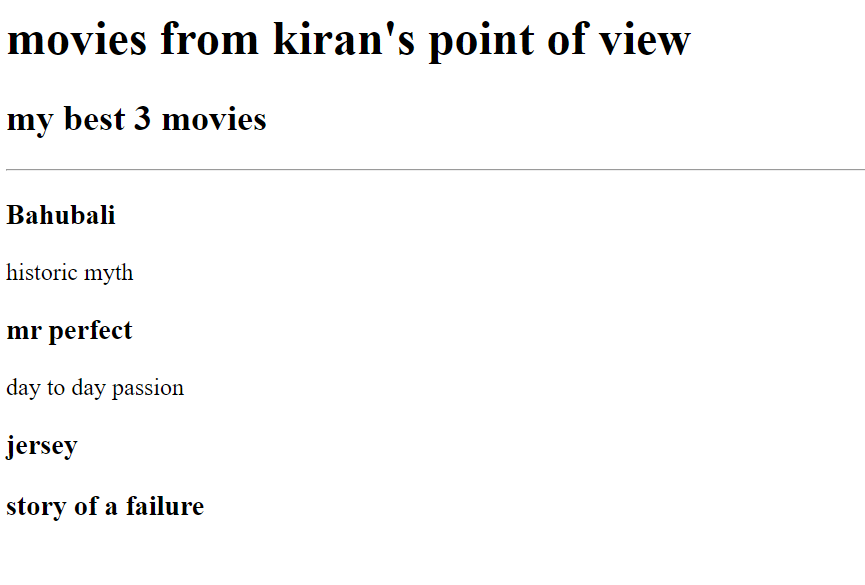 movies from kiran's point of view
my best 3 movies
Bahubali
historic myth
mr perfect
day to day passion
jersey
story of a failure